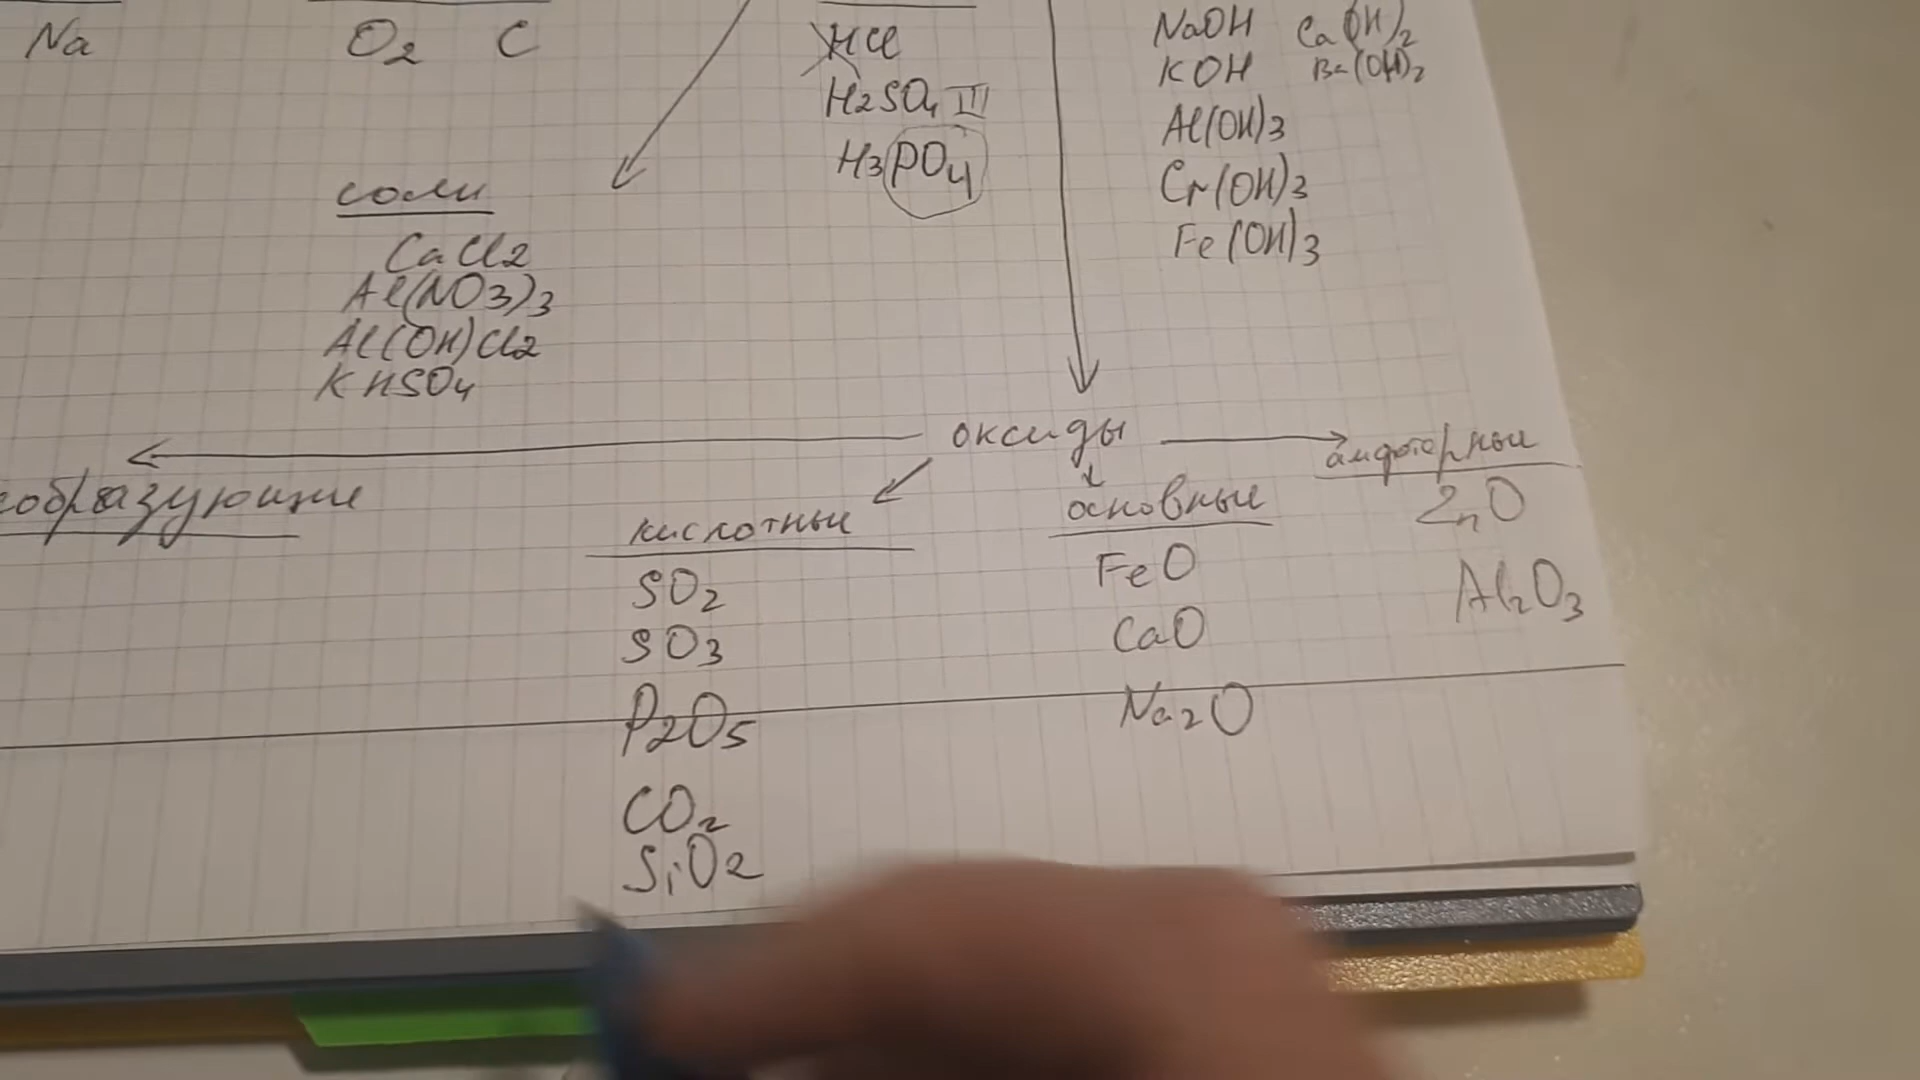 Na
O2 C
HCl
H2SO4 III
H3PO4
NaOH Ca(OH)2
KOH Ba(OH)2
Al(OH)3
Cr(OH)3
Fe(OH)3
соли
CaCl2
Al(NO3)3
Al(OH)Cl2
KHSO4
оксиды
еобразующие
кислотные
SO2
SO3
P2O5
CO2
SiO2
основные
FeO
CaO
Na2O
амфотерные
ZnO
Al2O3